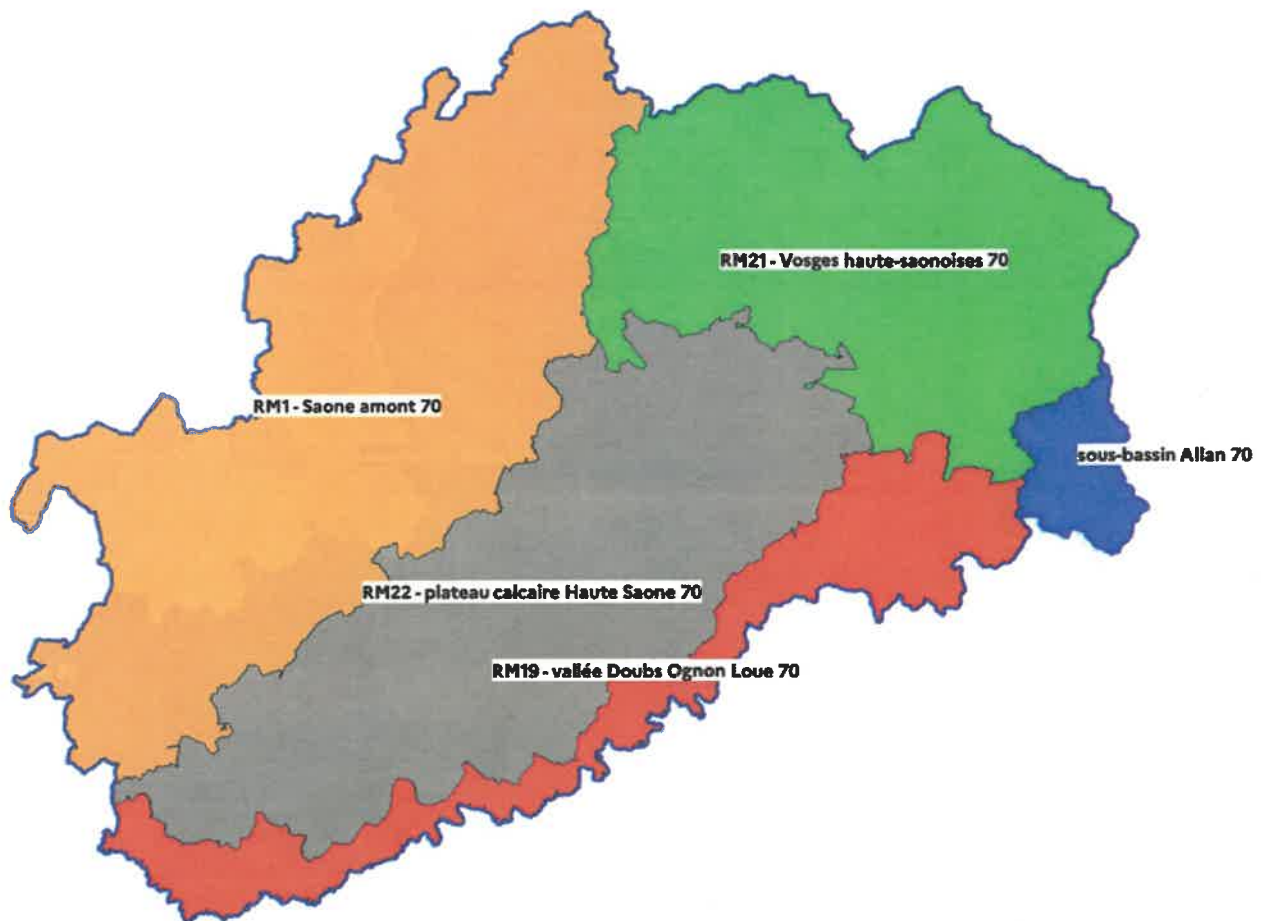 RM21 - Vosges haute-saonoises 70
RM1 - Saone amont 70
sous-bassin Allan 70
RM22 - plateau calcaire Haute Saone 70
RM19 - vallée Doubs Ognon Loue 70